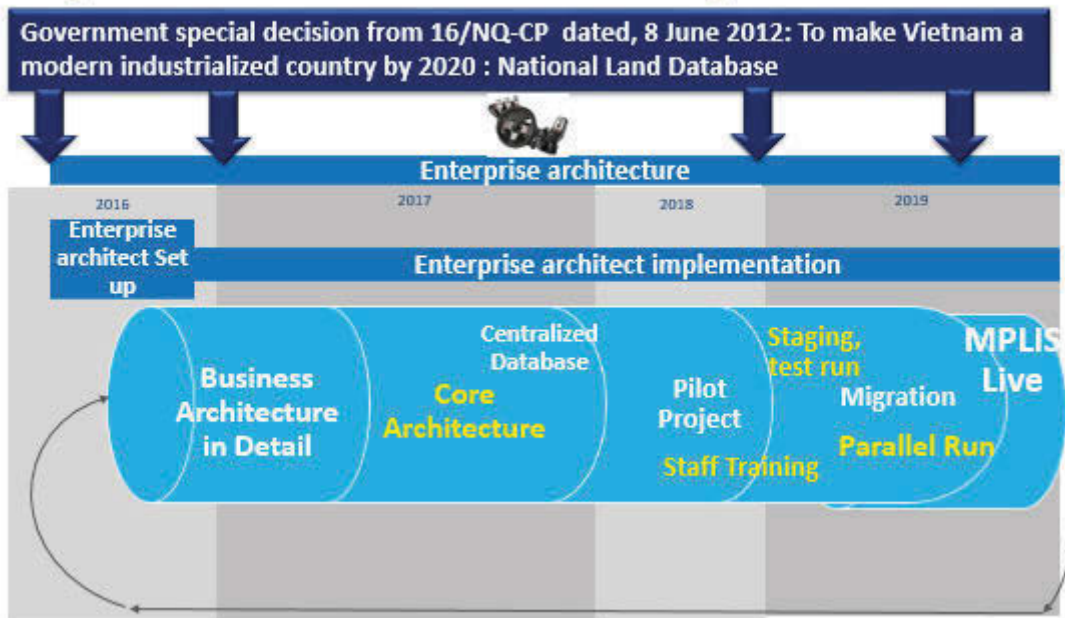 Government special decision from 16/NQ-CP dated, 8 June 2012: To make Vietnam a
modern industrialized country by 2020 : National Land Database
Enterprise architecture
2016
2017
2018
2019
Enterprise
architect Set
up
Enterprise architect implementation
Business
Architecture
in Detail
Centralized
Database
Core
Architecture
Pilot
Project
Staff Training
Staging,
test run
Migration
Parallel Run
MPLIS
Live